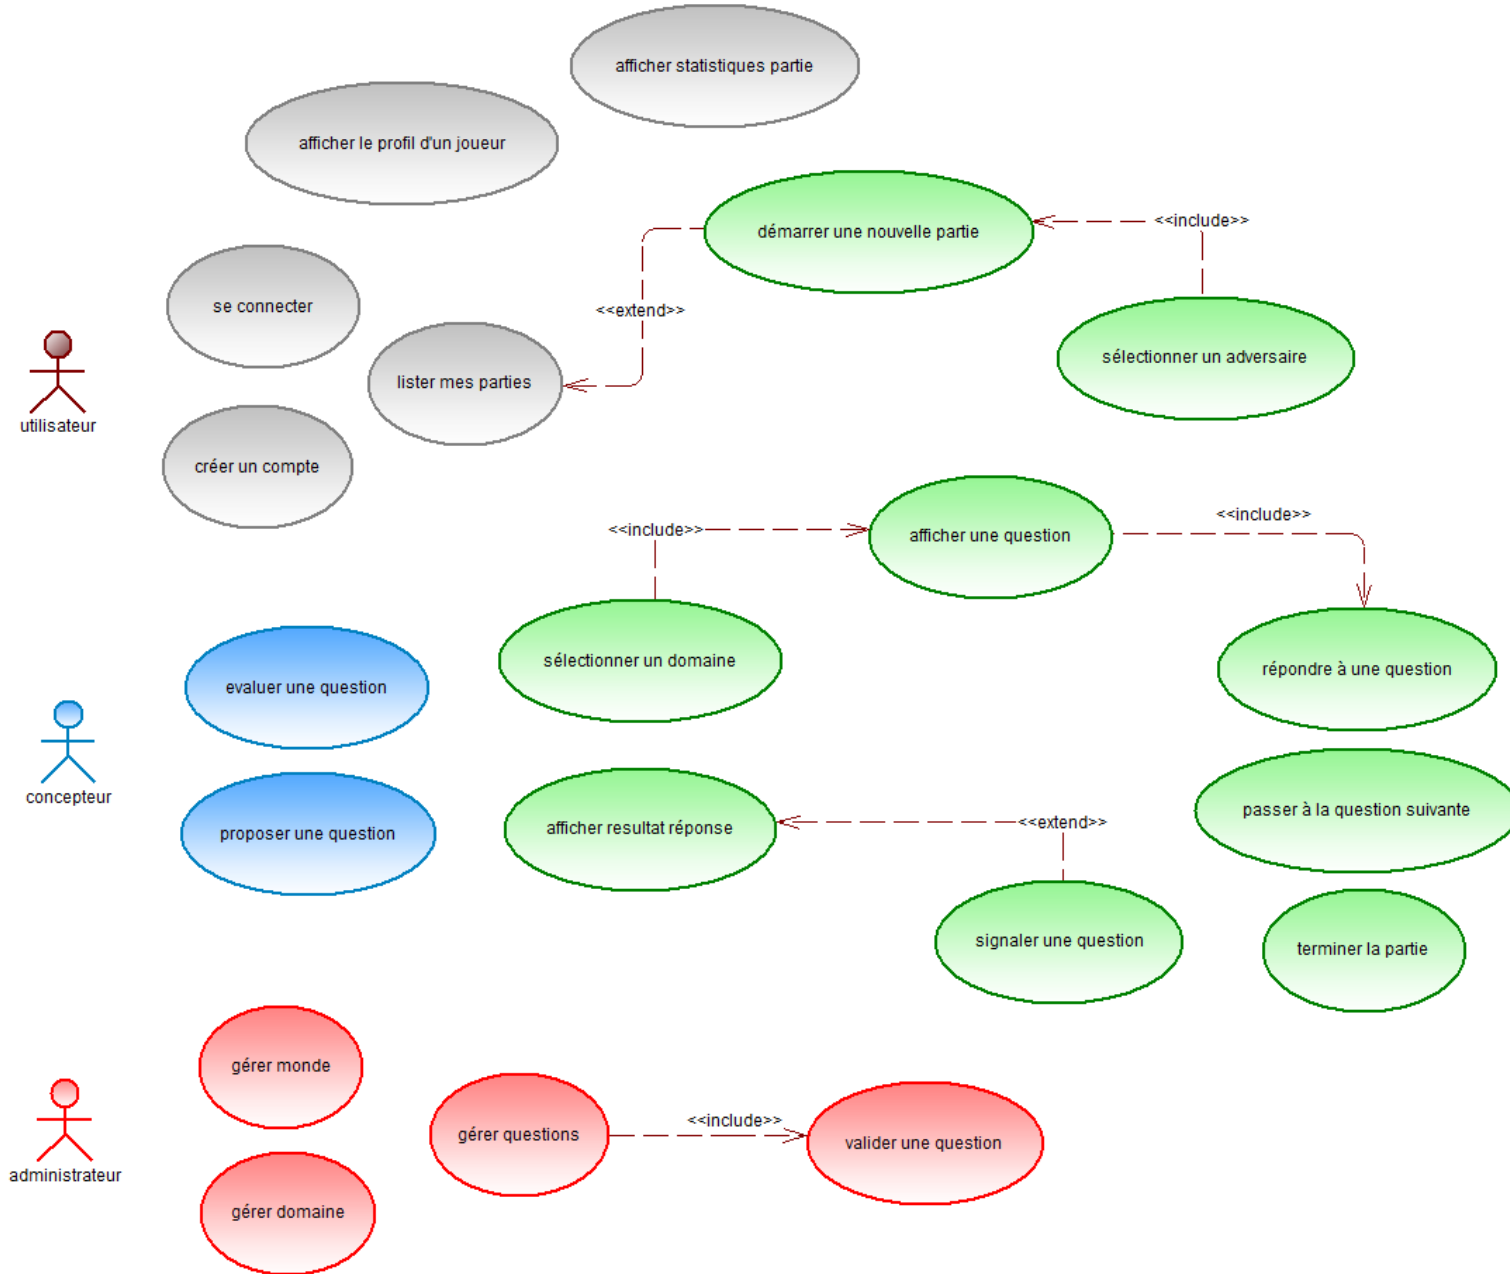 afficher statistiques partie
afficher le profil d'un joueur
démarrer une nouvelle partie
<<include>>
se connecter
<<extend>>
sélectionner un adversaire
lister mes parties
utilisateur
créer un compte
<<include>>
afficher une question
<<include>>
sélectionner un domaine
répondre à une question
evaluer une question
concepteur
proposer une question
afficher resultat réponse
<<extend>>
passer à la question suivante
signaler une question
terminer la partie
gérer monde
administrateur
gérer questions
<<include>>
valider une question
gérer domaine